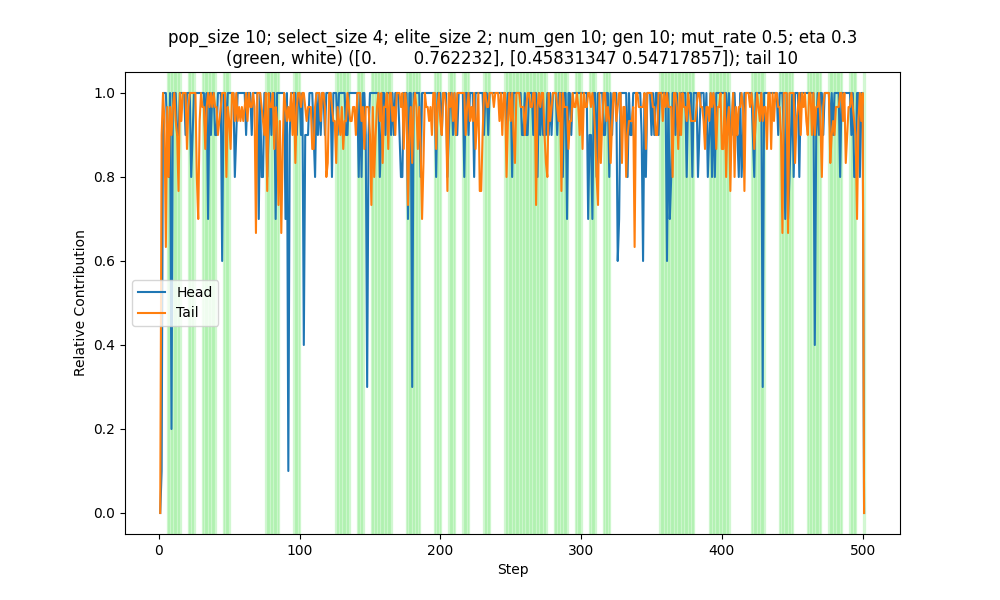 pop_size 10; select_size 4; elite_size 2; num_gen 10; gen 10; mut_rate 0.5; eta 0.3
(green, white) ([0.       0.762232], [0.45831347 0.54717857]); tail 10
1.0
0.8
0.6
0.4
0.2
0.0
Relative Contribution
Head
Tail
0
100
200
300
400
500
Step